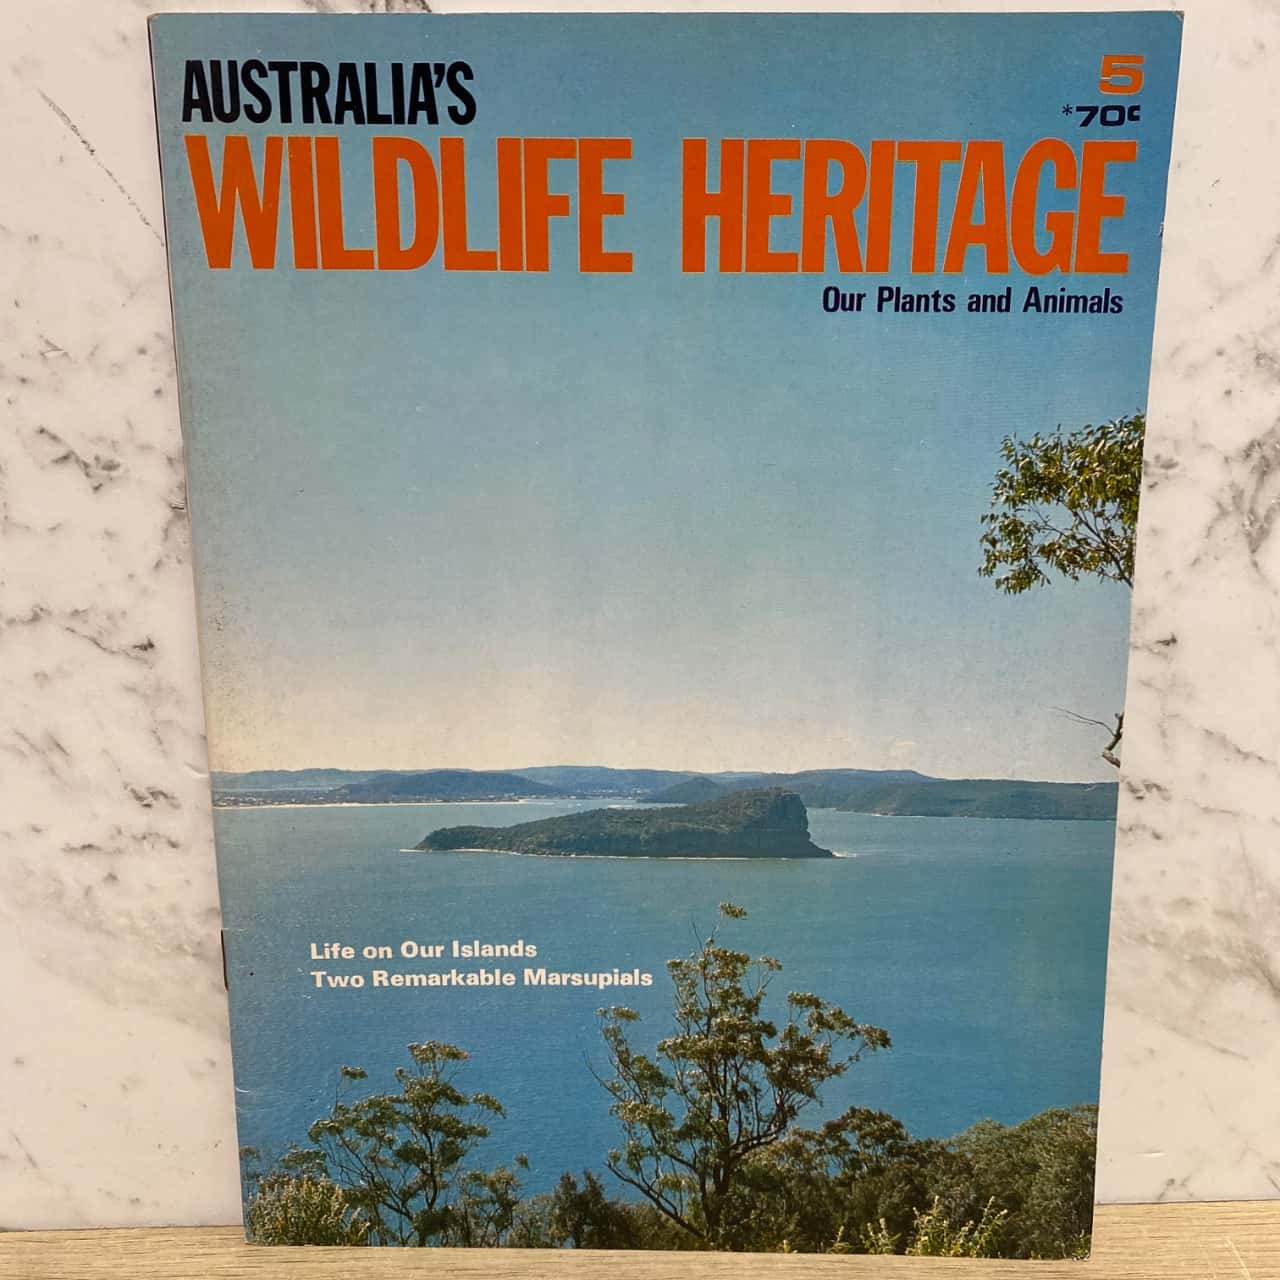 AUSTRALIA'S
5
*70c
WILDLIFE HERITAGE
Our Plants and Animals
Life on Our Islands
Two Remarkable Marsupials